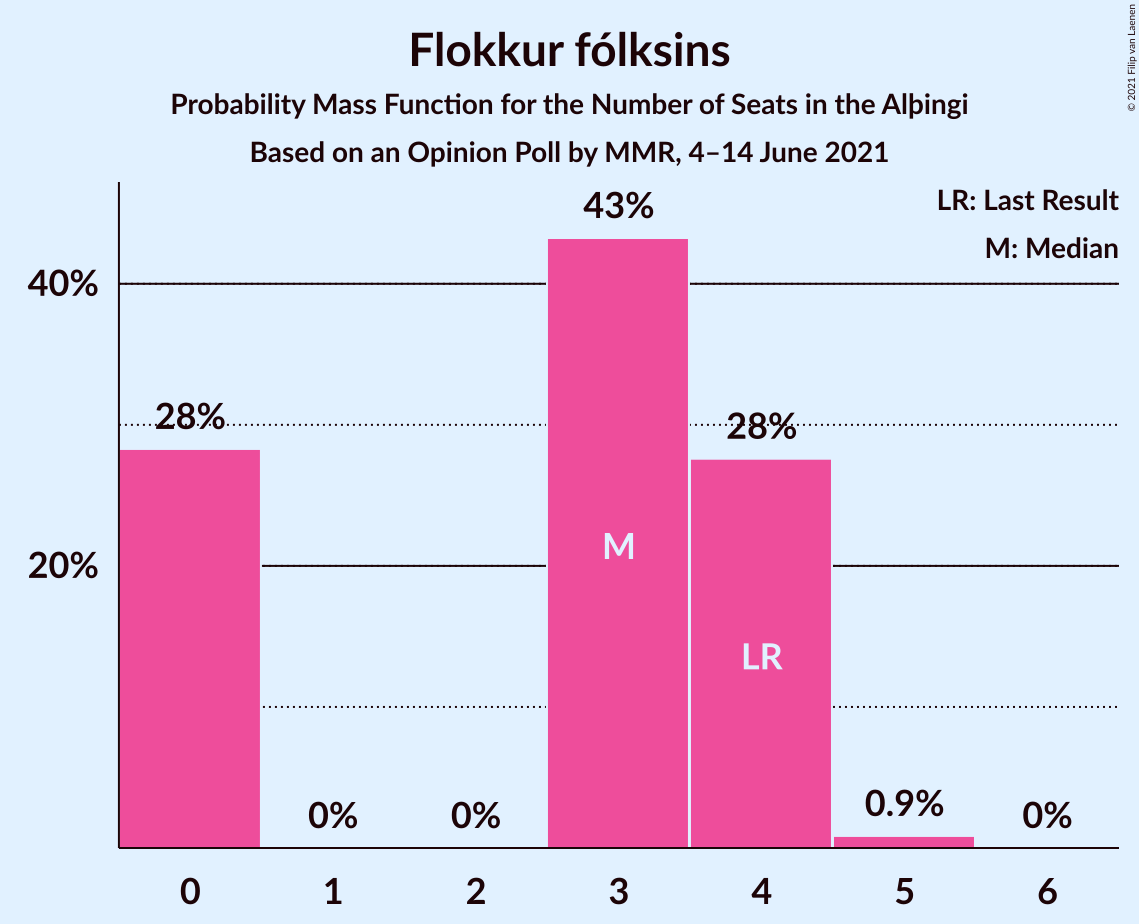 Flokkur fólksins
Probability Mass Function for the Number of Seats in the Alþingi
Based on an Opinion Poll by MMR, 4–14 June 2021
© 2021 Filip van Laenen
LR: Last Result
M: Median
40%
20%
28%
0%
0%
43%
28%
0.9%
0%
M
LR
0 1 2 3 4 5 6